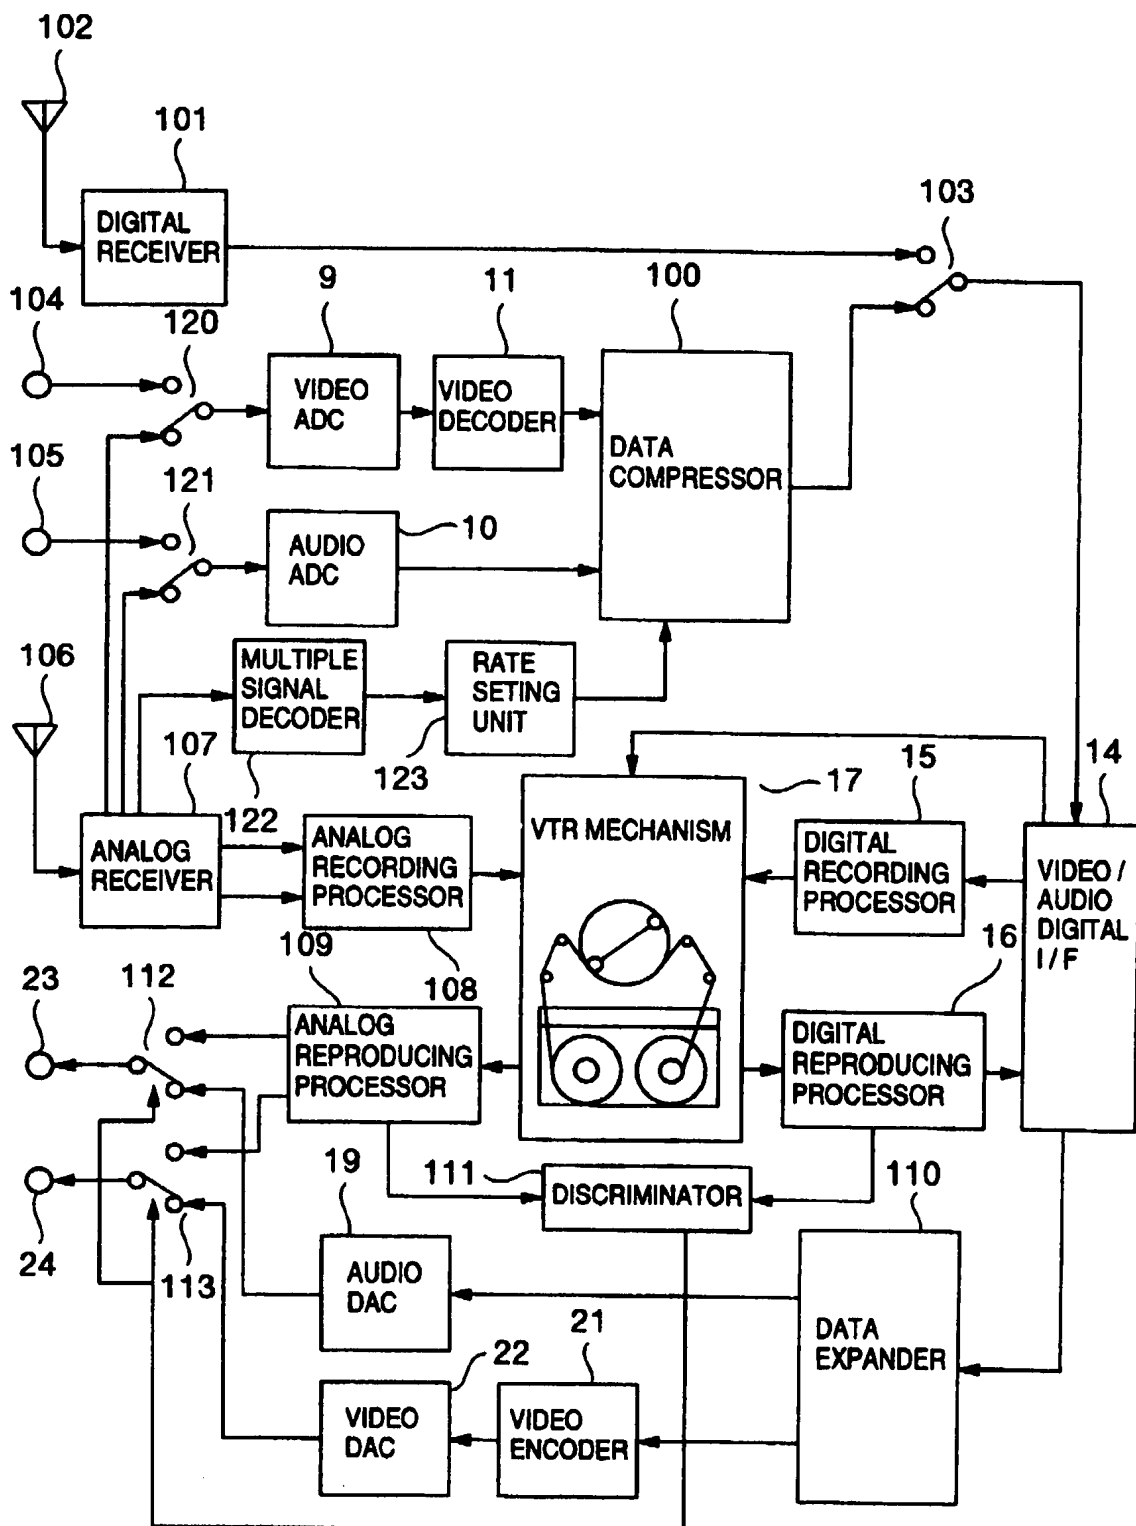 102
101
DIGITAL
RECEIVER
103
104
120
9
VIDEO
ADC
11
VIDEO
DECODER
100
DATA
COMPRESSOR
105
121
AUDIO
ADC
10
106
MULTIPLE
SIGNAL
DECODER
122
RATE
SETING
UNIT
123
107
ANALOG
RECEIVER
ANALOG
RECORDING
PROCESSOR
108
VTR MECHANISM
17
15
DIGITAL
RECORDING
PROCESSOR
14
VIDEO /
AUDIO
DIGITAL
I / F
109
ANALOG
REPRODUCING
PROCESSOR
16
DIGITAL
REPRODUCING
PROCESSOR
23
112
24
113
111
DISCRIMINATOR
19
AUDIO
DAC
110
DATA
EXPANDER
22
VIDEO
DAC
21
VIDEO
ENCODER